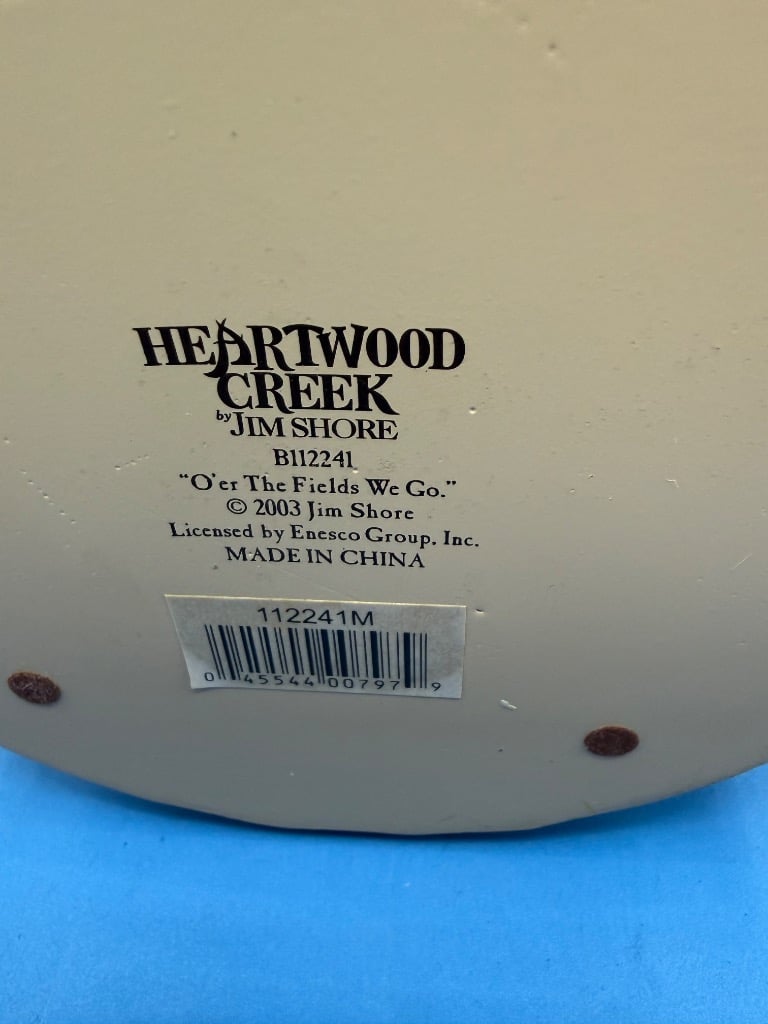 HEARTWOOD
CREEK
by JIM SHORE
B112241
"O'er The Fields We Go."
© 2003 Jim Shore
Licensed by Enesco Group, Inc.
MADE IN CHINA
112241M
0 45544 00797 9